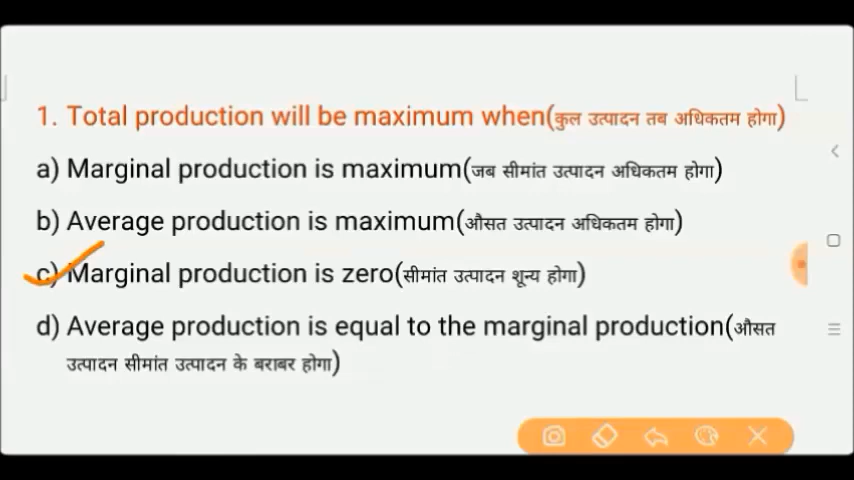 1. Total production will be maximum when(कुल उत्पादन तब अधिकतम होगा)
a) Marginal production is maximum(जब सीमांत उत्पादन अधिकतम होगा)
b) Average production is maximum(औसत उत्पादन अधिकतम होगा)
c) Marginal production is zero(सीमांत उत्पादन शून्य होगा)
d) Average production is equal to the marginal production(औसत
उत्पादन सीमांत उत्पादन के बराबर होगा)